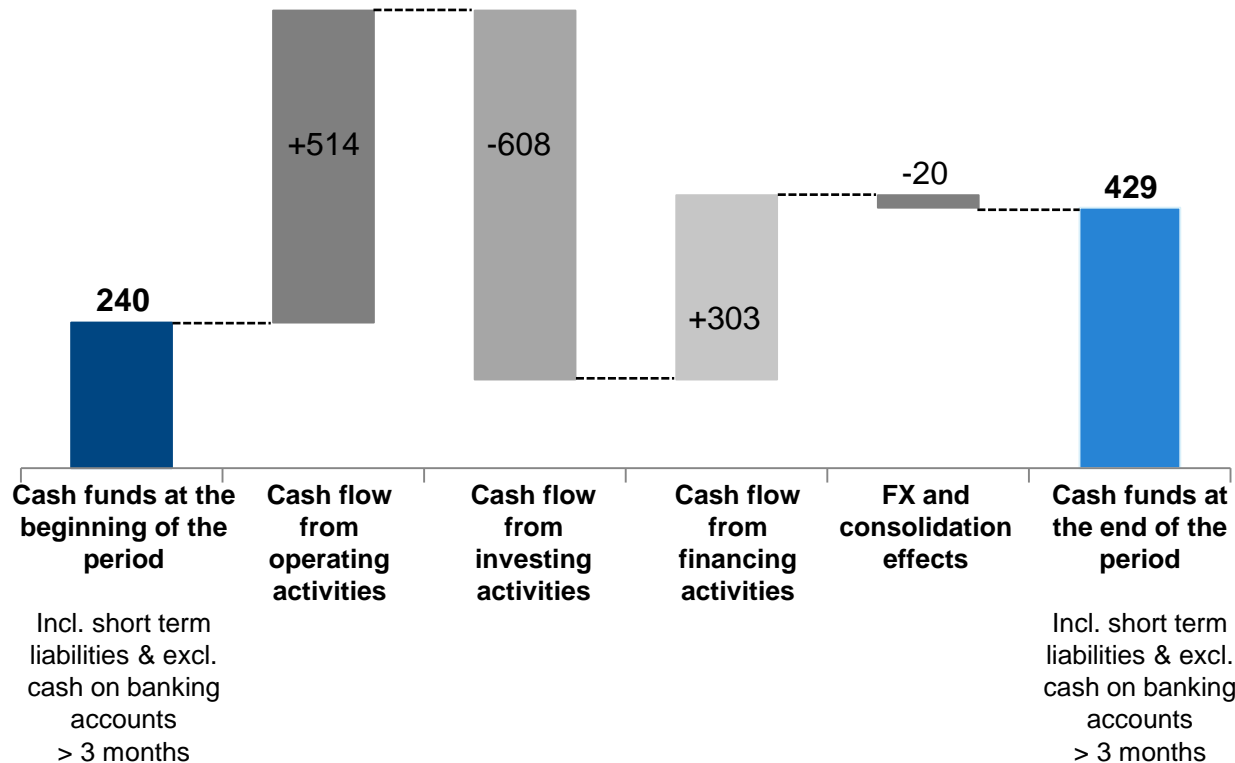 +514
-608
-20
429
240
+303
Cash funds at the
beginning of the
period
Incl. short term
liabilities & excl.
cash on banking
accounts
> 3 months
Cash flow
from
operating
activities
Cash flow
from
investing
activities
Cash flow
from
financing
activities
FX and
consolidation
effects
Cash funds at
the end of the
period
Incl. short term
liabilities & excl.
cash on banking
accounts
> 3 months